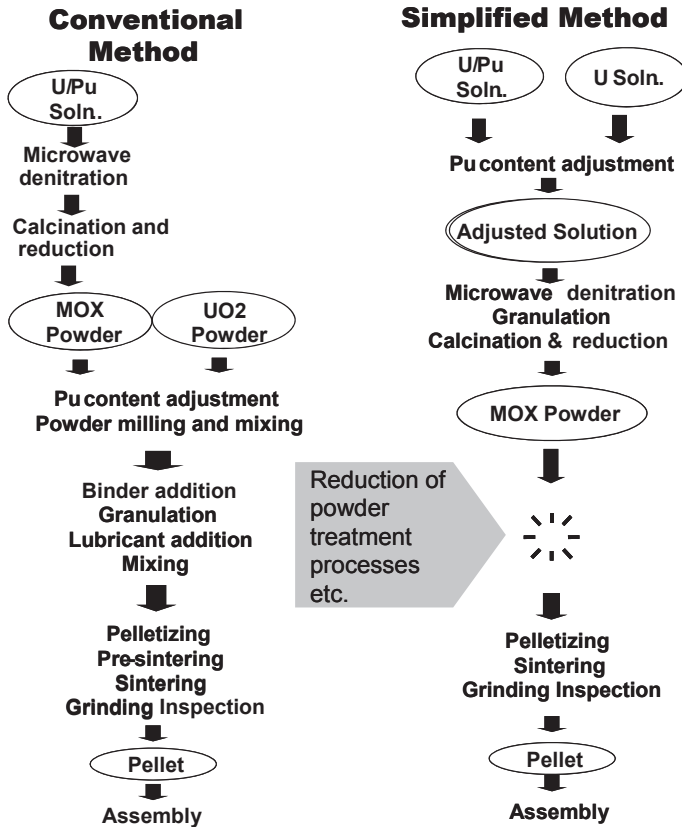 Conventional
Method
U/Pu
Soln.
Microwave
denitration
Calcination and
reduction
MOX
Powder
UO2
Powder
Pu content adjustment
Powder milling and mixing
Binder addition
Granulation
Lubricant addition
Mixing
Pelletizing
Pre-sintering
Sintering
Grinding Inspection
Pellet
Assembly
Reduction of
powder
treatment
processes
etc.
Simplified Method
U/Pu
Soln.
U Soln.
Pu content adjustment
Adjusted Solution
Microwave denitration
Granulation
Calcination & reduction
MOX Powder
Pelletizing
Sintering
Grinding Inspection
Pellet
Assembly